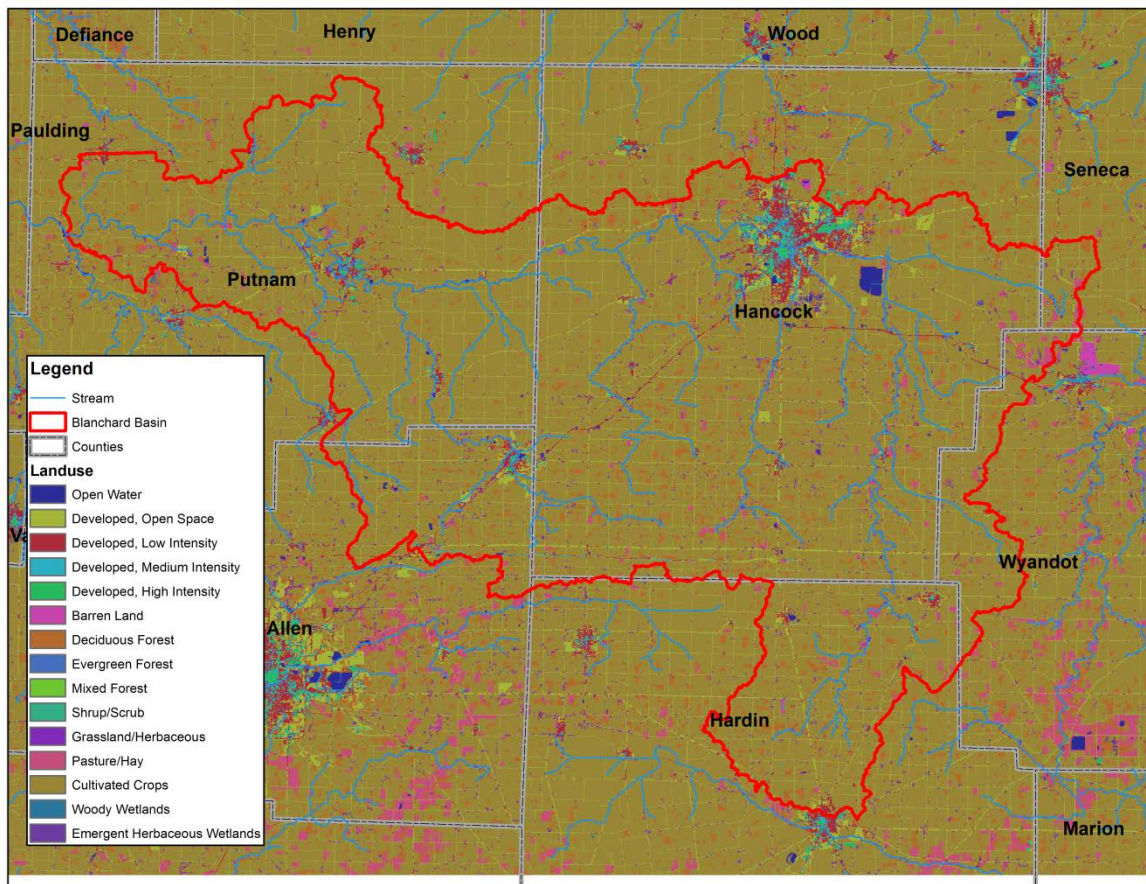 Defiance
Henry
Wood
Paulding
Seneca
Putnam
Hancock
Legend
Stream
Blanchard Basin
Counties
Landuse
Open Water
Developed, Open Space
Developed, Low Intensity
Developed, Medium Intensity
Developed, High Intensity
Barren Land
Deciduous Forest
Evergreen Forest
Mixed Forest
Shrup/Scrub
Grassland/Herbaceous
Pasture/Hay
Cultivated Crops
Woody Wetlands
Emergent Herbaceous Wetlands
Va
Wyandot
Allen
Hardin
Marion